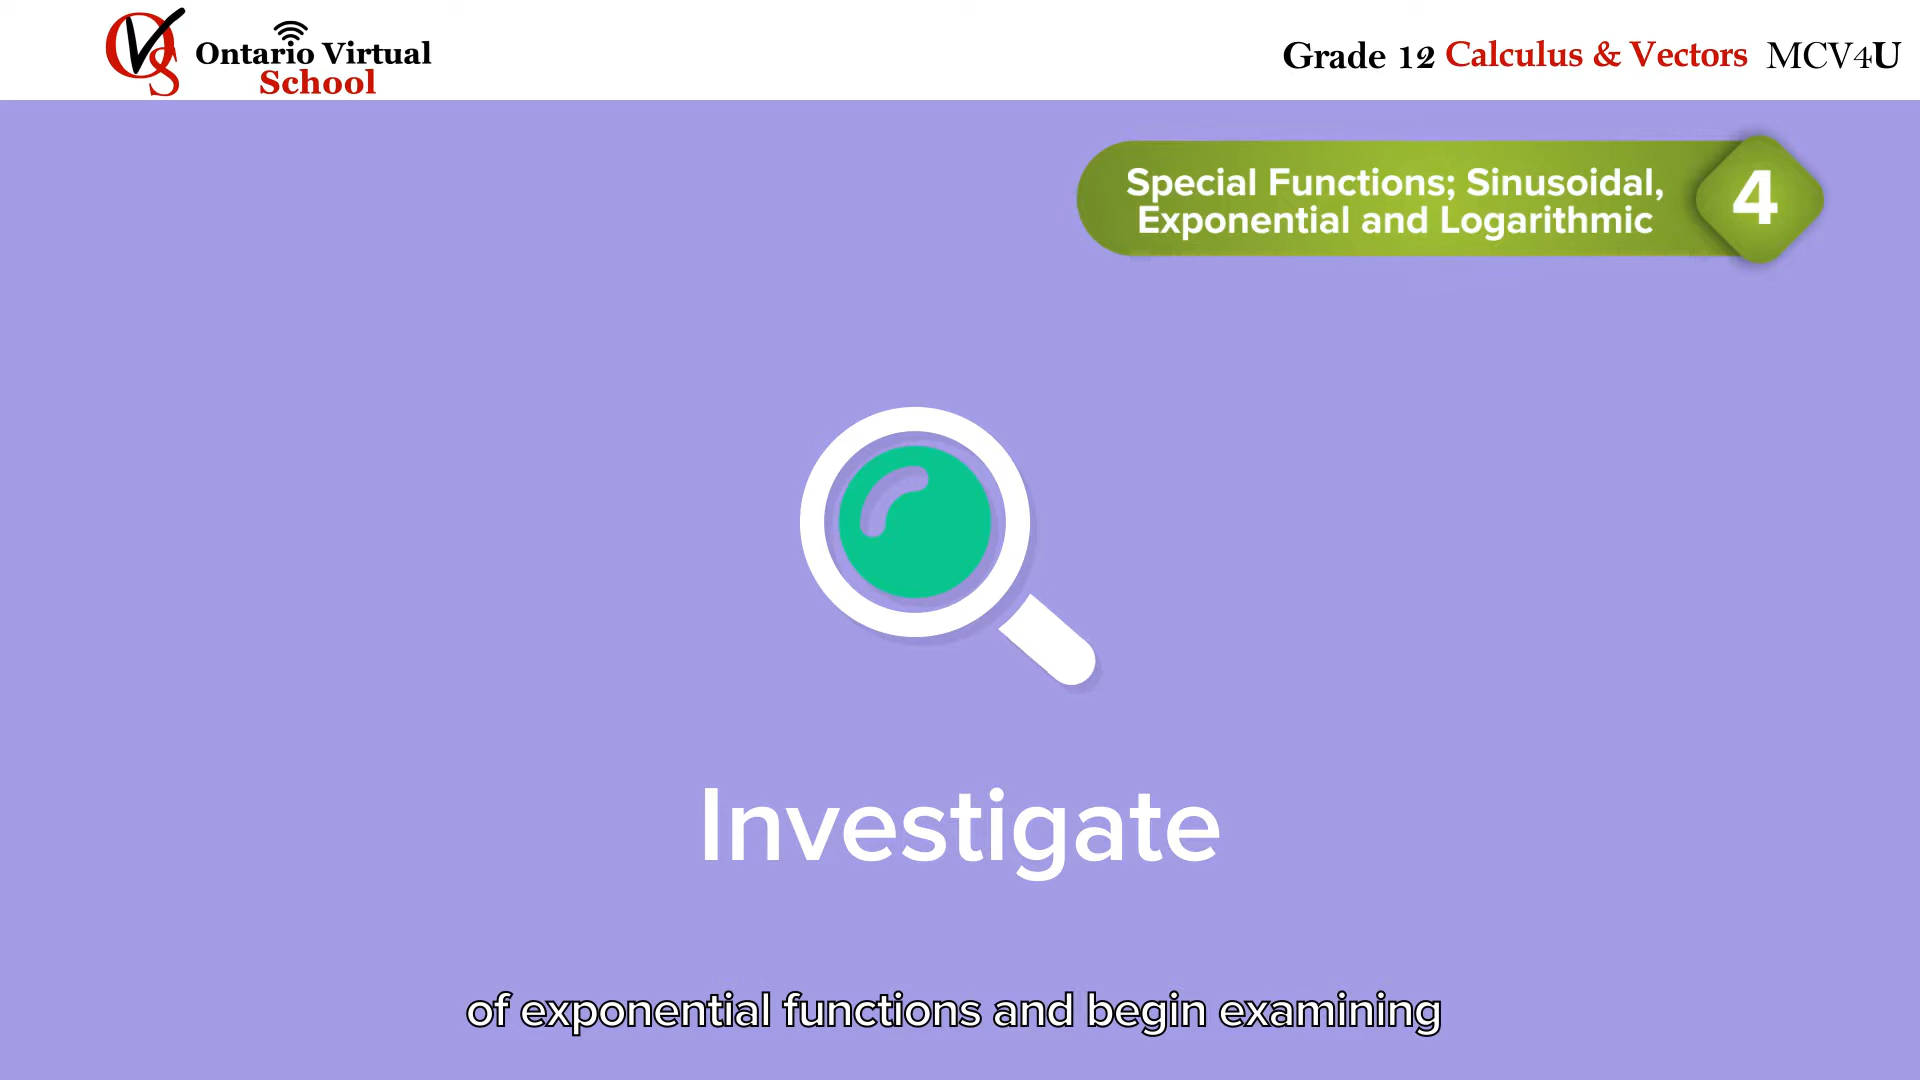 OVS Ontario Virtual
School
Grade 12 Calculus & Vectors MCV4U
Special Functions; Sinusoidal,
Exponential and Logarithmic
4
Investigate
of exponential functions and begin examining